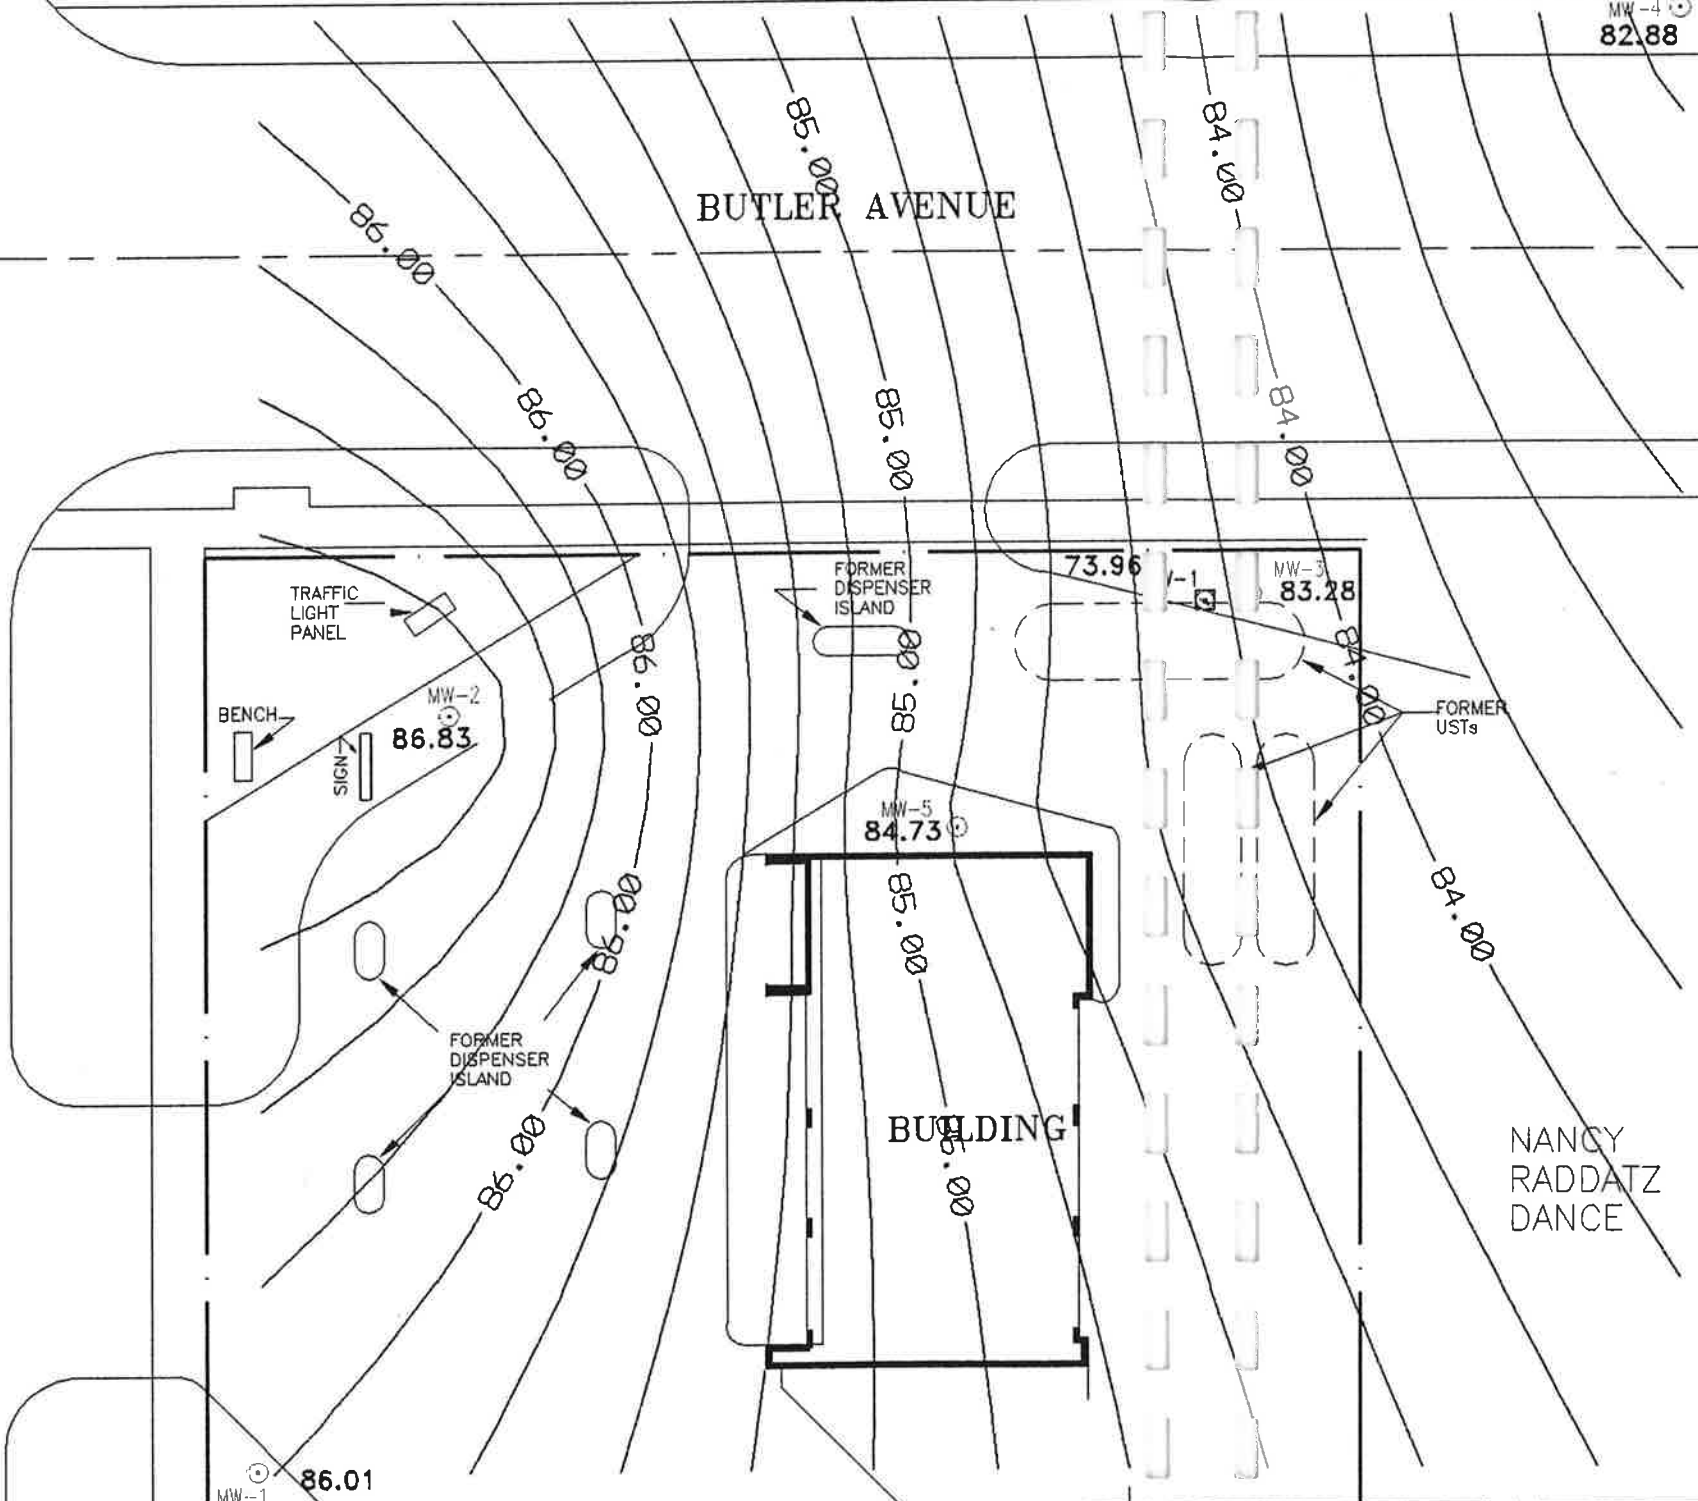 MW-4
82.88
85.00
84.00
BUTLER AVENUE
86.00
86.00
85.00
84.00
73.96
MW-3
83.28
FORMER
DISPENSER
ISLAND
TRAFFIC
LIGHT
PANEL
86.00
85.00
84.00
MW-2
86.83
BENCH
SIGN
FORMER
USTs
MW-5
84.73
86.00
85.00
84.00
FORMER
DISPENSER
ISLAND
86.00
BUILDING
85.00
NANCY
RADDATZ
DANCE
86.01
MW-1